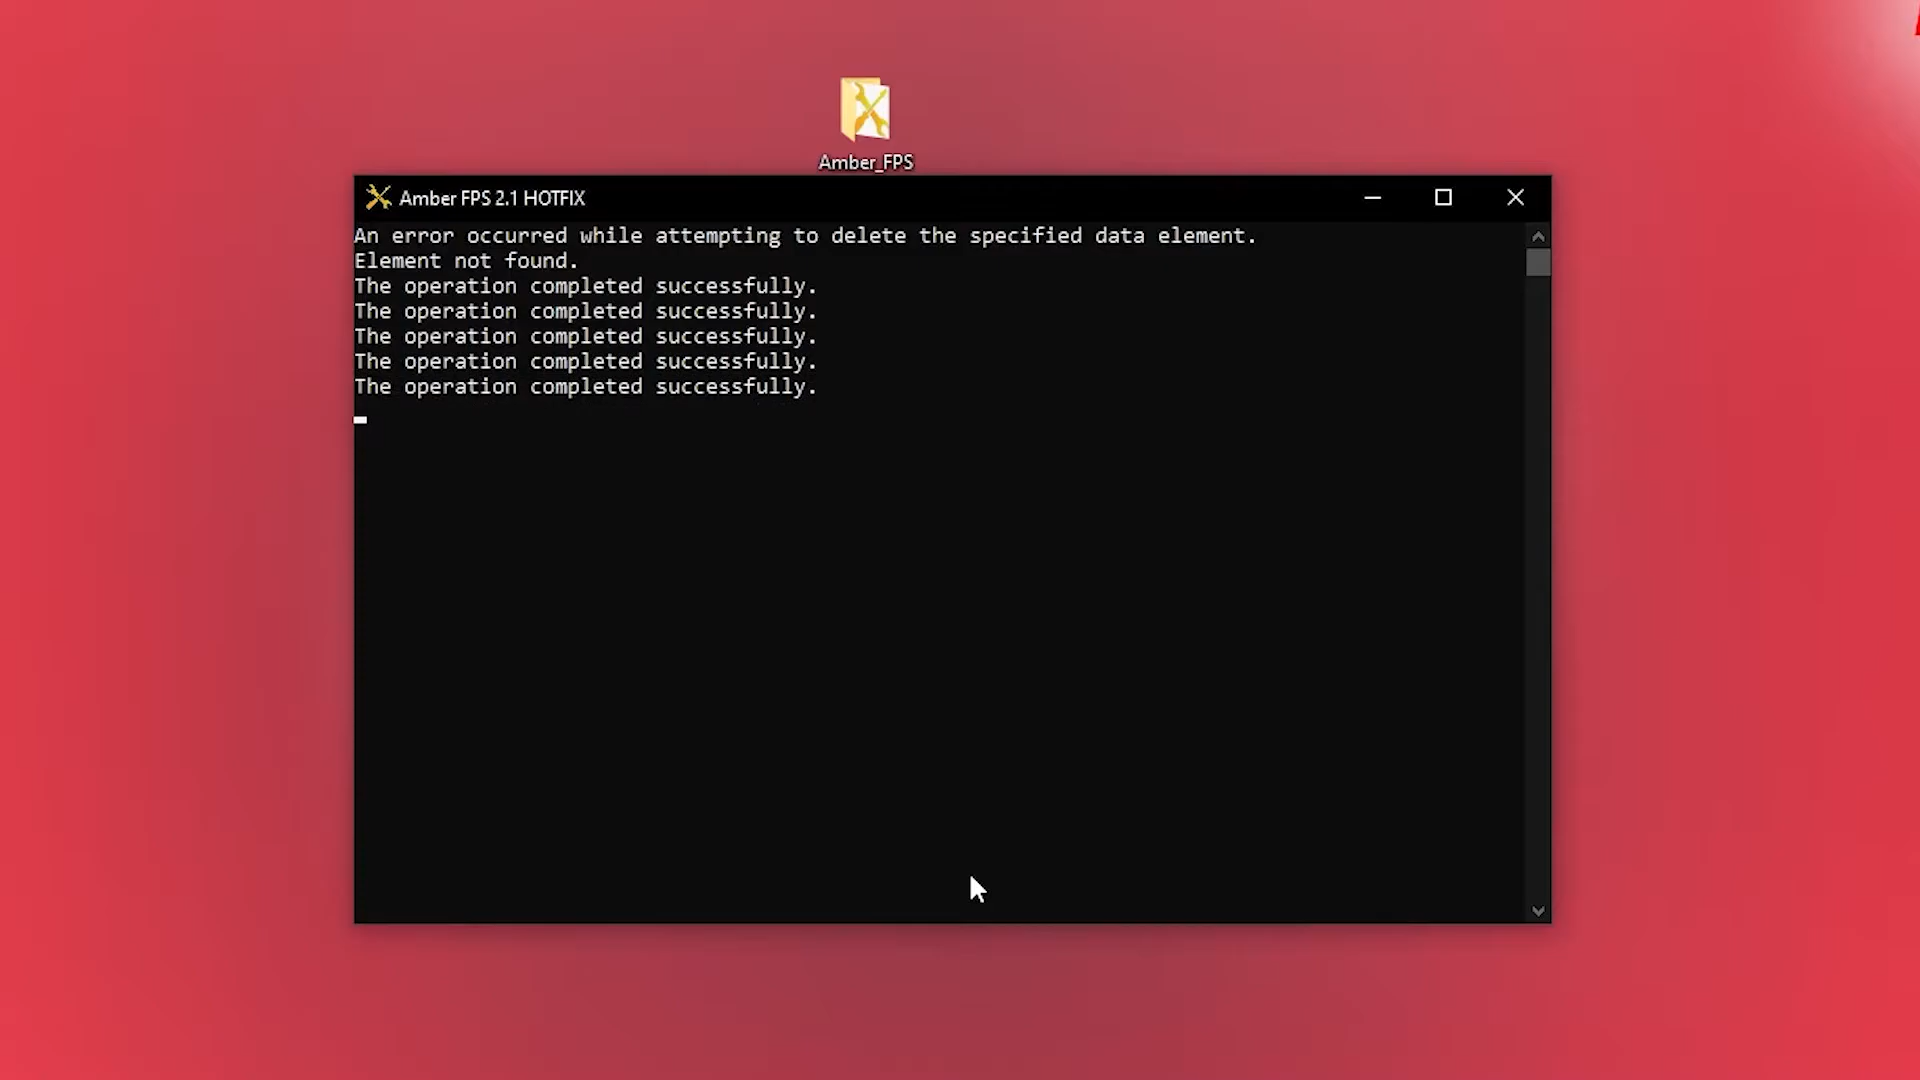 Amber_FPS
Amber FPS 2.1 HOTFIX
An error occurred while attempting to delete the specified data element.
Element not found.
The operation completed successfully.
The operation completed successfully.
The operation completed successfully.
The operation completed successfully.
The operation completed successfully.